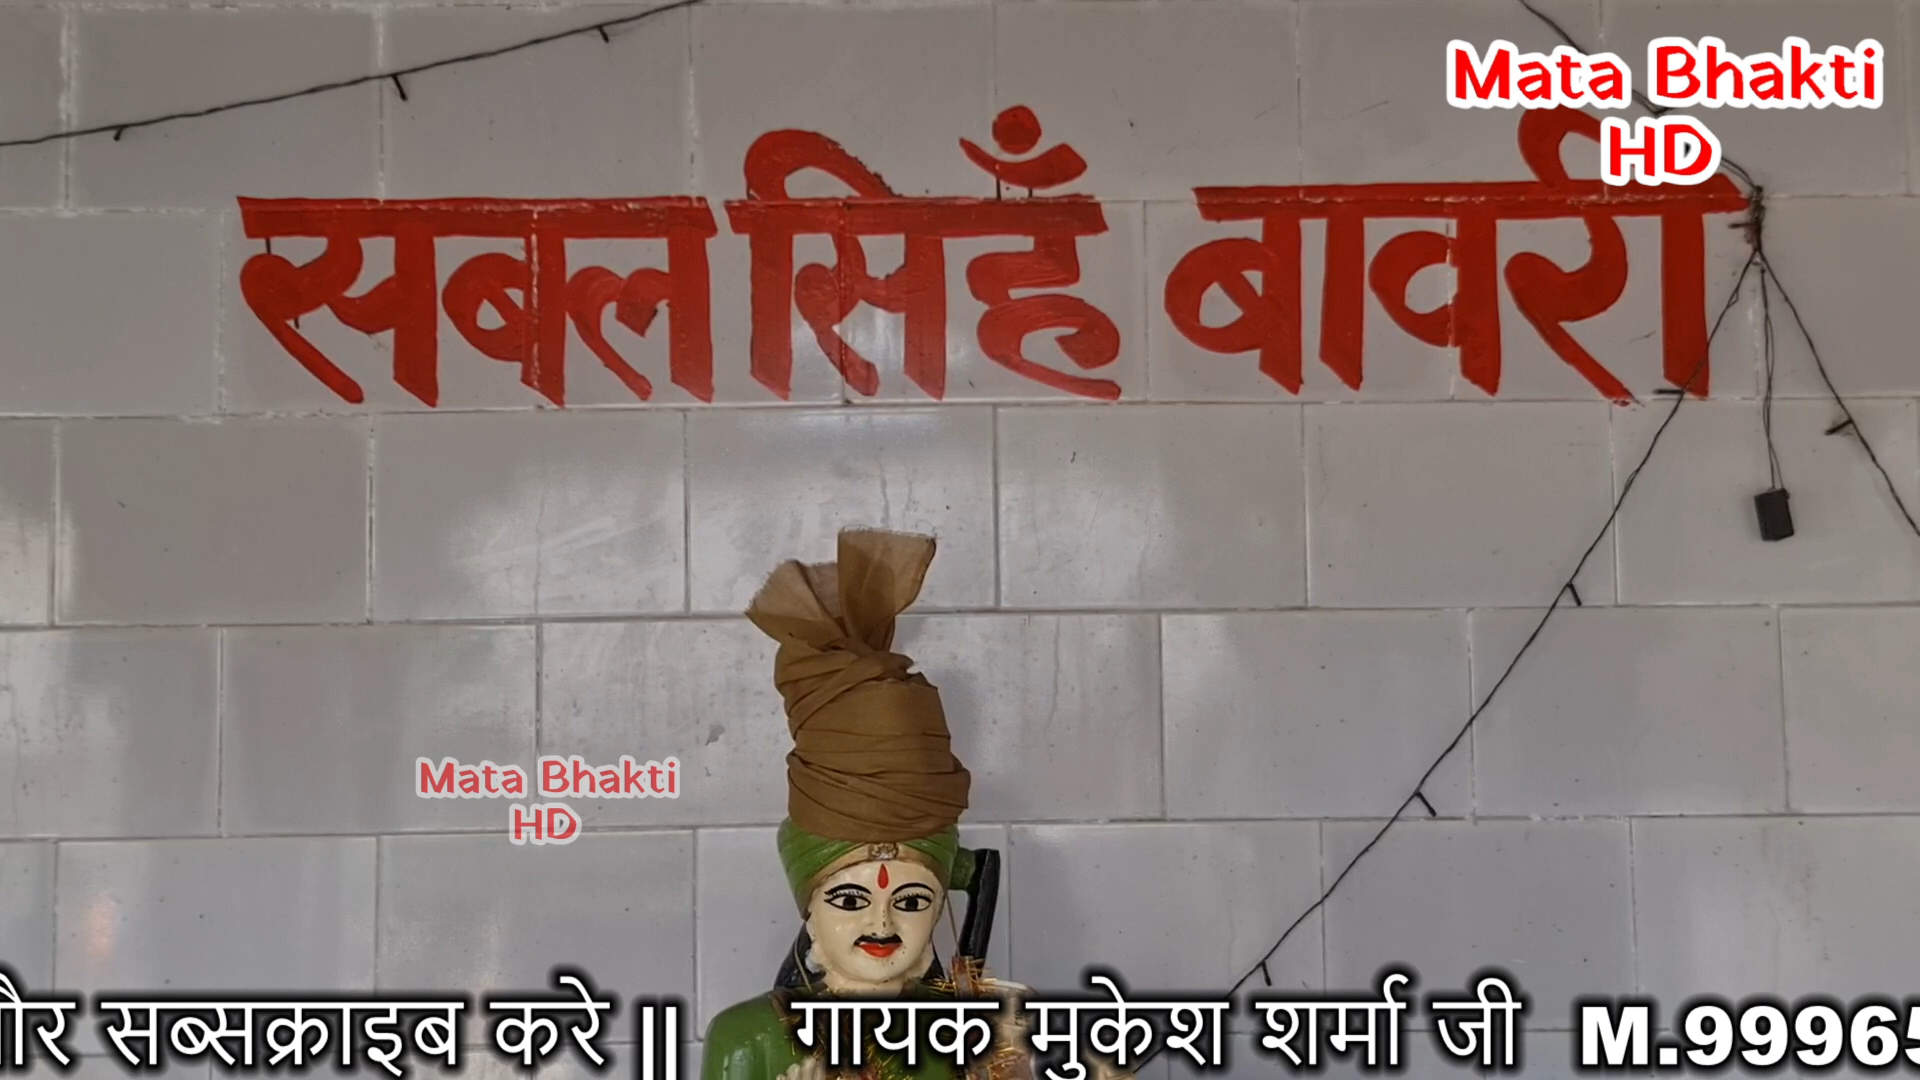 Mata Bhakti
HD
सबल सिहँ बावरी
Mata Bhakti
HD
और सब्सक्राइब करे || गायक मुकेश शर्मा जी M.99965